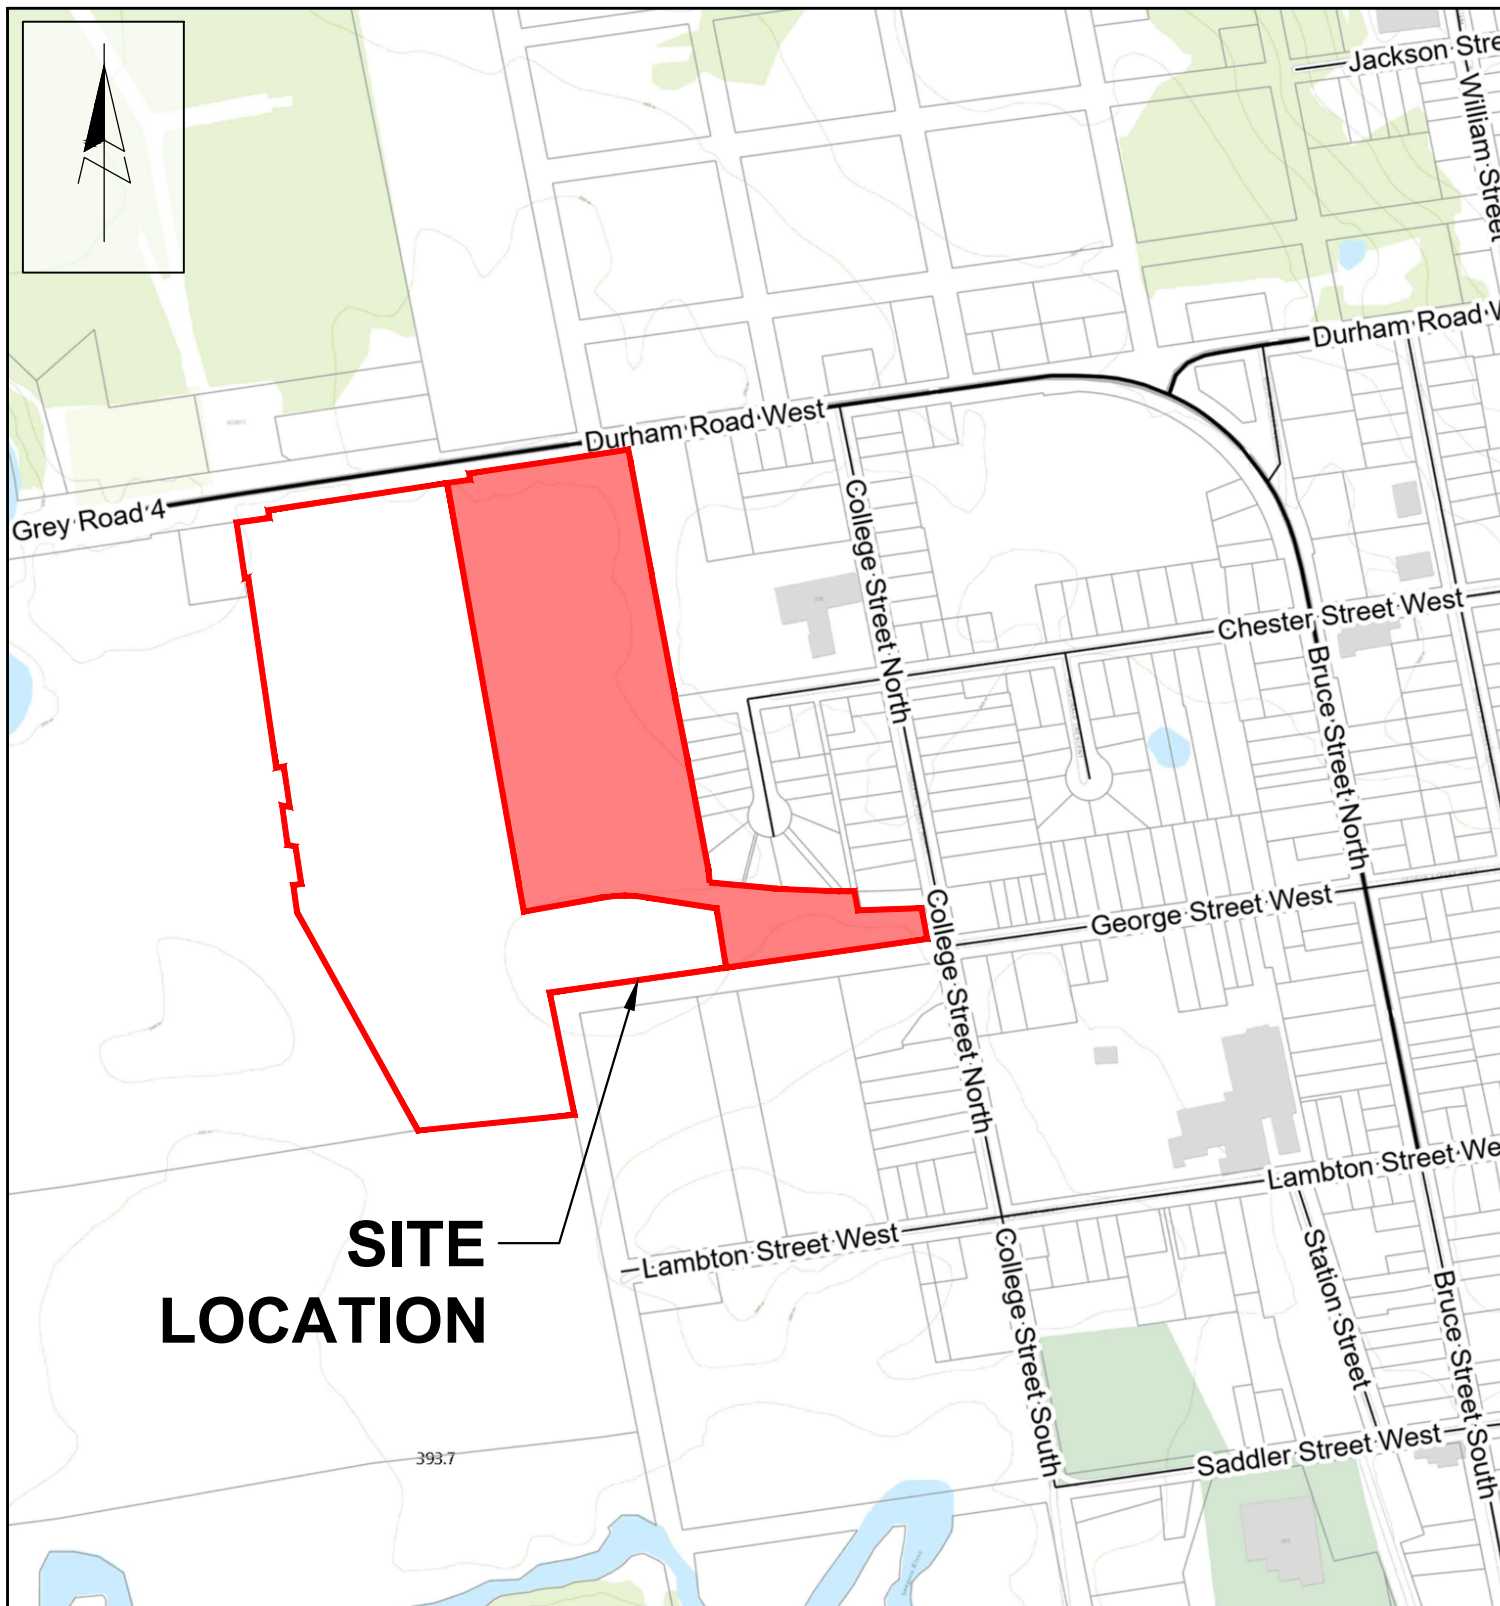 Jackson Stre
William Street
Durham Road W
Durham Road West
Grey Road 4
College Street North
Chester Street West
Bruce Street North
George Street West
College Street North
Lambton Street We
SITE
LOCATION
Lambton Street West
College Street South
Station Street
Bruce Street South
Saddler Street West
393.7